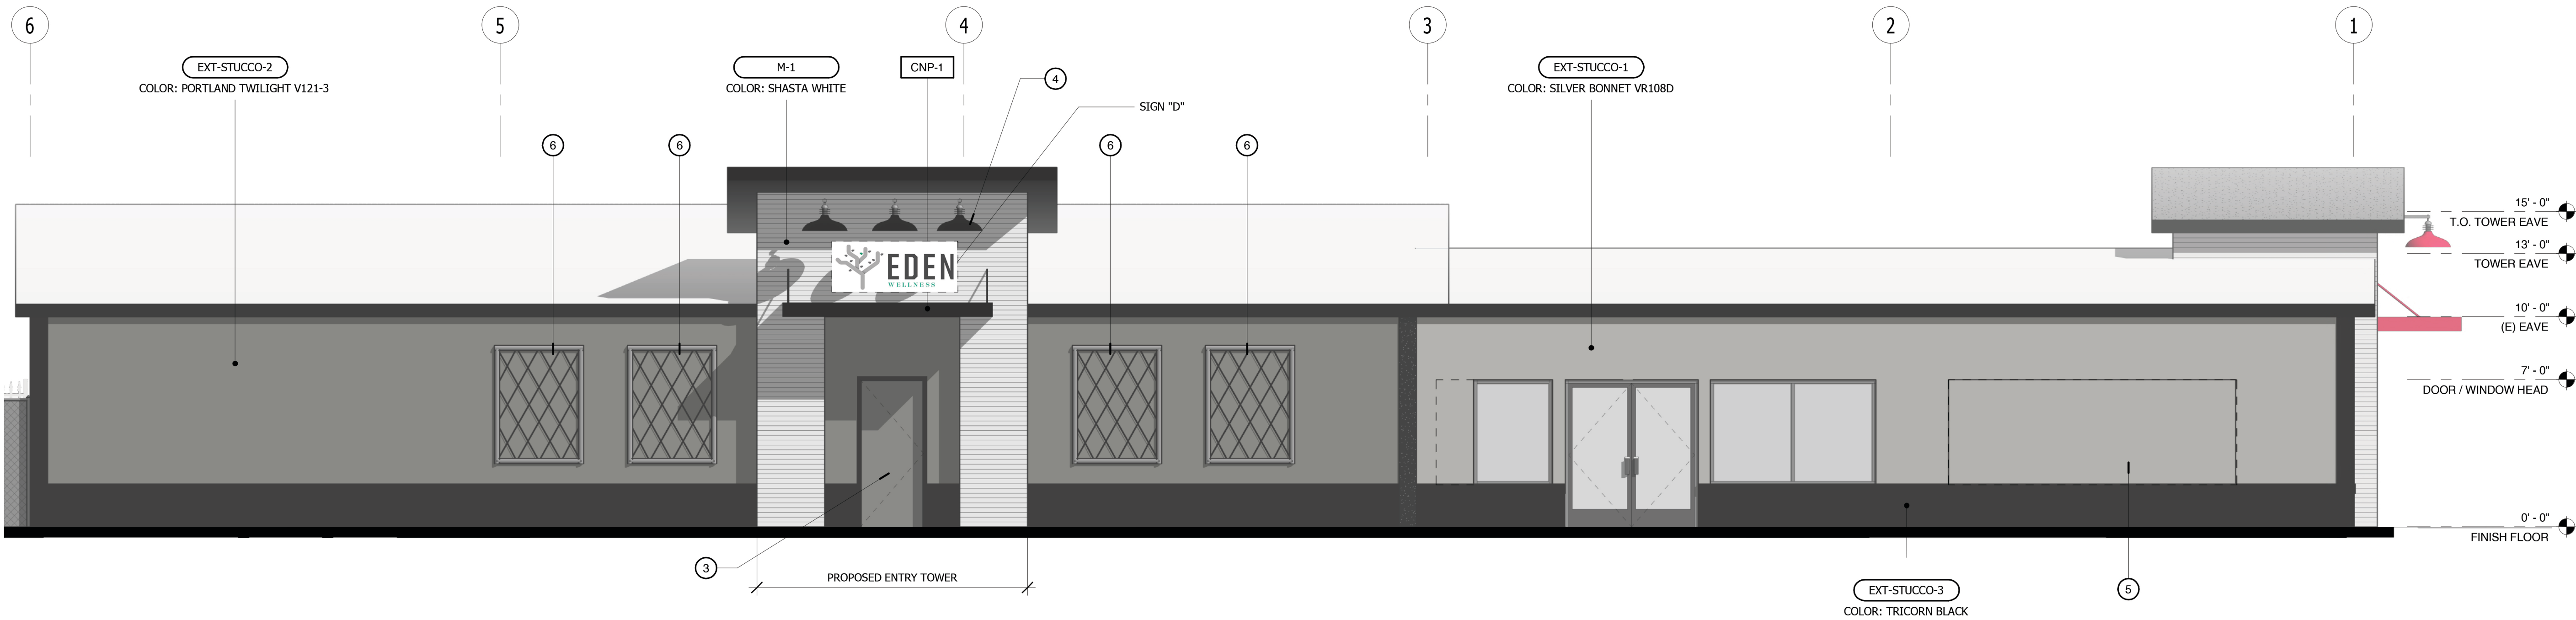 6
5
4
3
2
1
EXT-STUCCO-2
COLOR: PORTLAND TWILIGHT V121-3
M-1
COLOR: SHASTA WHITE
CNP-1
4
EXT-STUCCO-1
COLOR: SILVER BONNET VR108D
SIGN "D"
6
6
6
6
15' - 0"
T.O. TOWER EAVE
13' - 0"
TOWER EAVE
EDEN
WELLNESS
10' - 0"
(E) EAVE
7' - 0"
DOOR / WINDOW HEAD
0' - 0"
FINISH FLOOR
3
PROPOSED ENTRY TOWER
EXT-STUCCO-3
COLOR: TRICORN BLACK
5